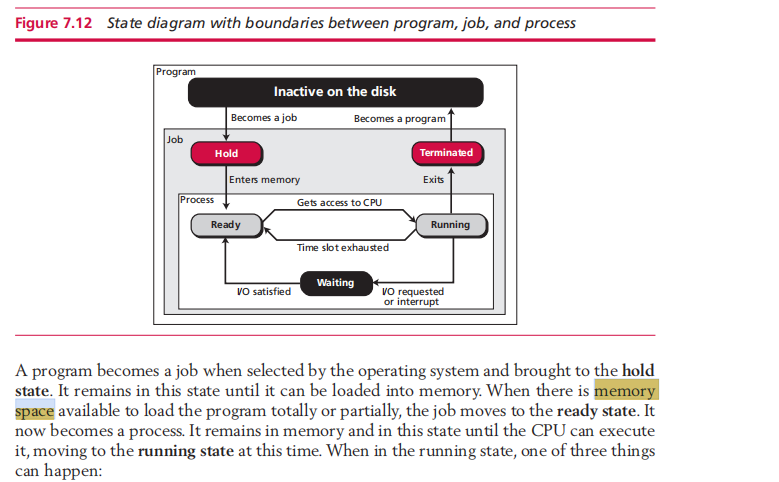 Figure 7.12 State diagram with boundaries between program, job, and process
Program
Inactive on the disk
Becomes a job
Becomes a program
Job
Hold
Terminated
Enters memory
Exits
Process
Gets access to CPU
Ready
Running
Time slot exhausted
Waiting
I/O satisfied
I/O requested
or interrupt
A program becomes a job when selected by the operating system and brought to the hold
state. It remains in this state until it can be loaded into memory. When there is memory
space available to load the program totally or partially, the job moves to the ready state. It
now becomes a process. It remains in memory and in this state until the CPU can execute
it, moving to the running state at this time. When in the running state, one of three things
can happen: